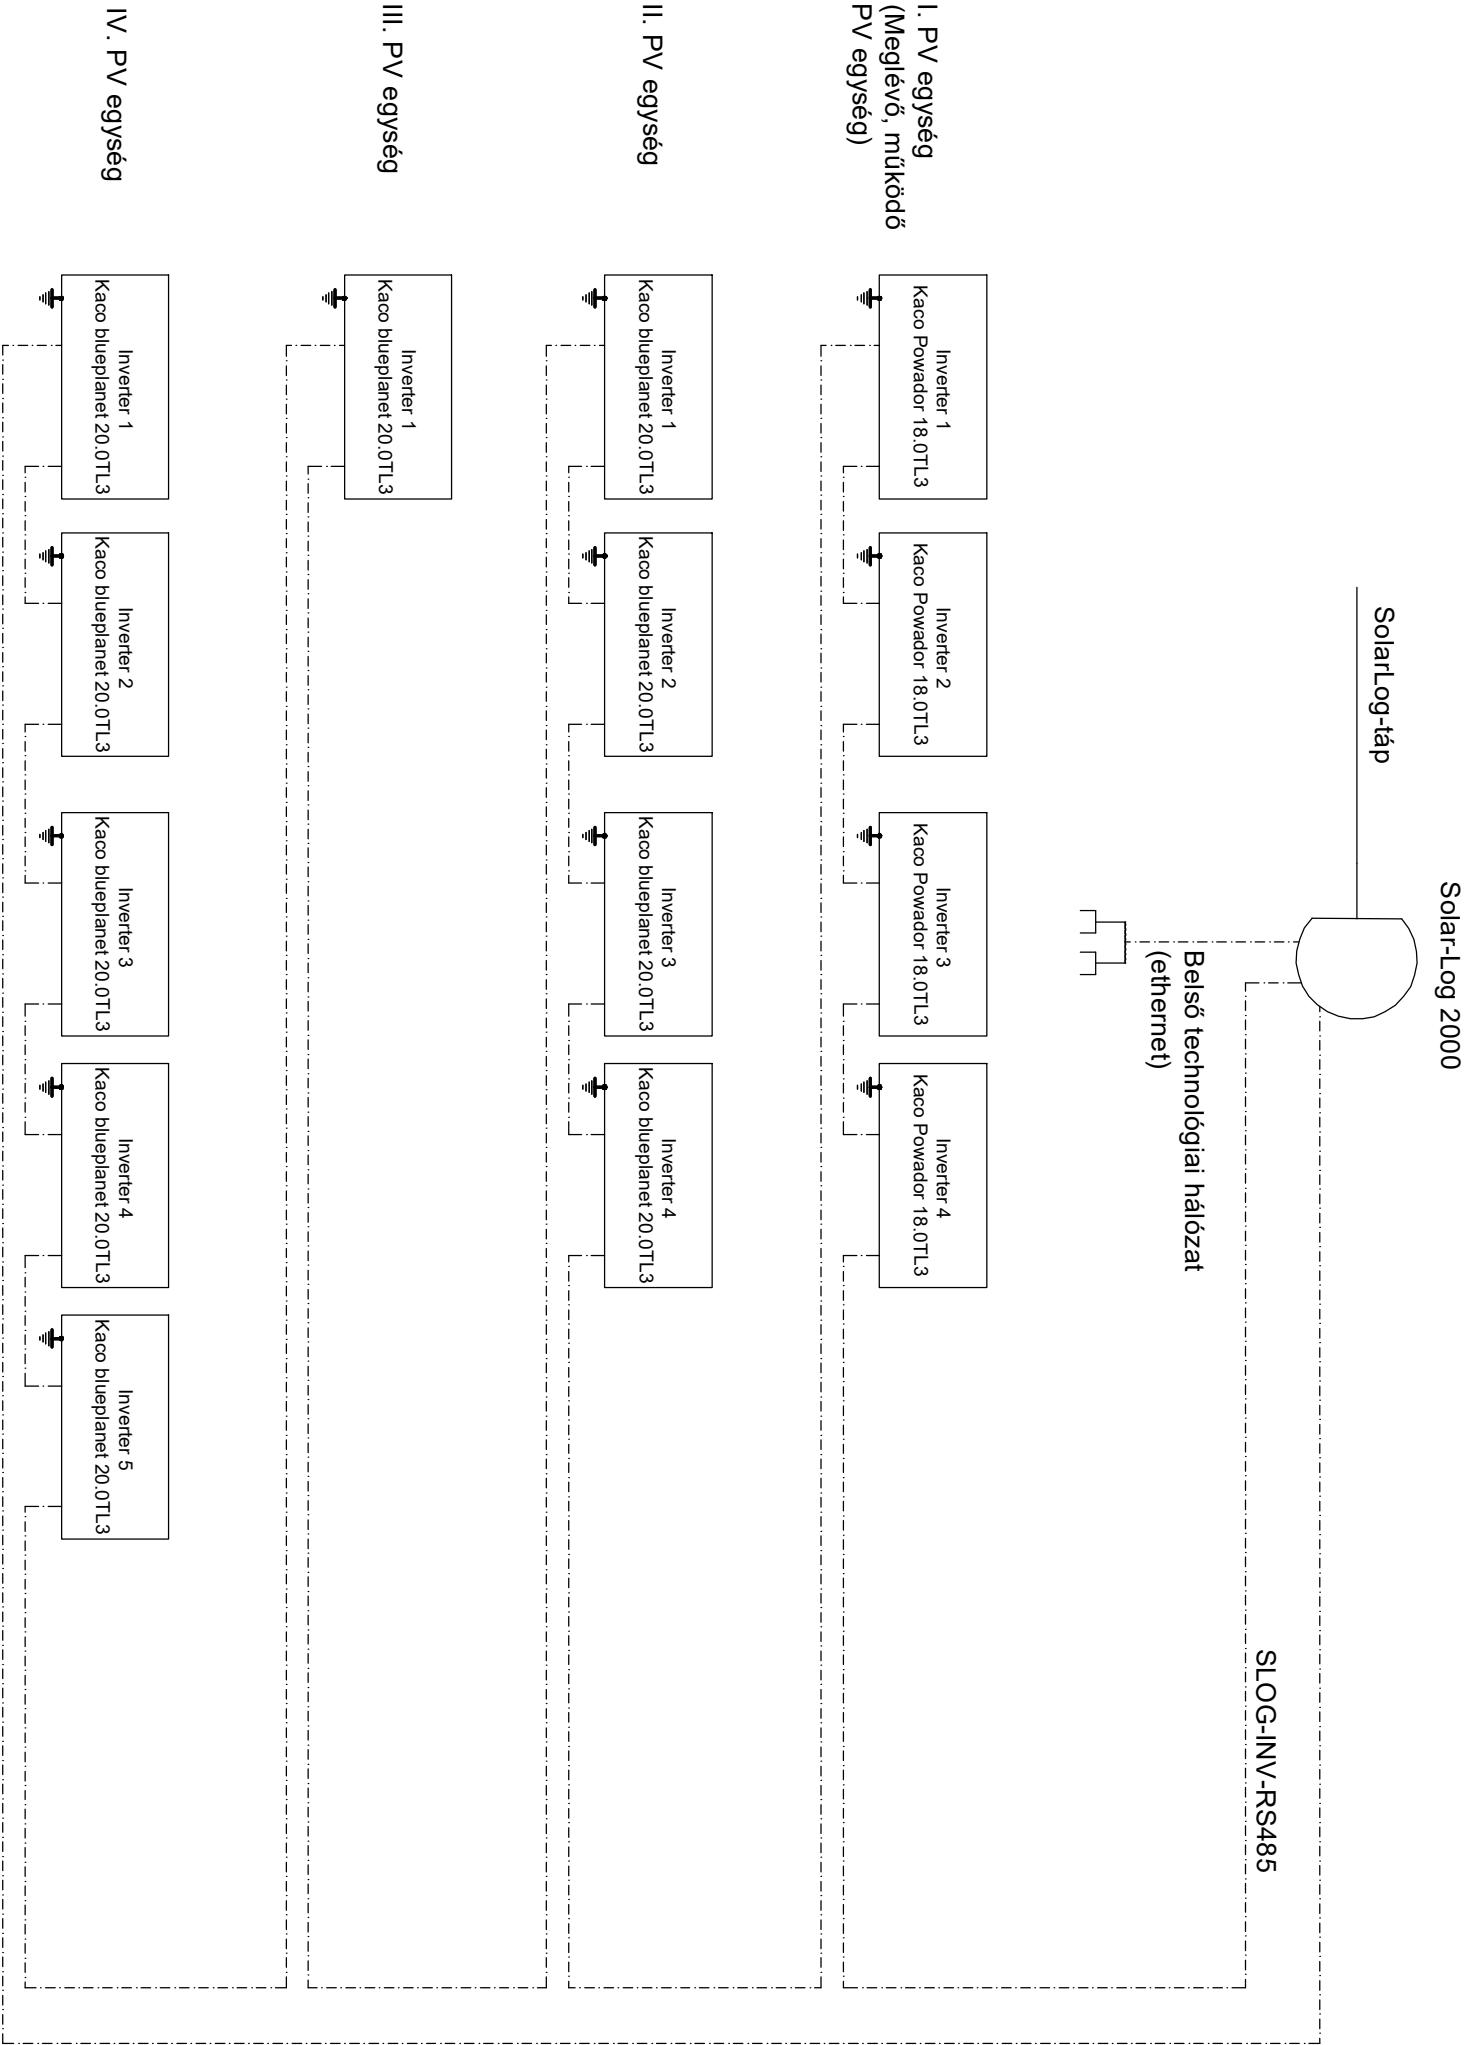 Solar-Log 2000
SolarLog-táp
Belső technológiai hálózat
(ethernet)
SLOG-INV-RS485
I. PV egység
(Meglévő, működő
PV egység)
Inverter 1
Kaco Powador 18.0TL3
Inverter 2
Kaco Powador 18.0TL3
Inverter 3
Kaco Powador 18.0TL3
Inverter 4
Kaco Powador 18.0TL3
II. PV egység
Inverter 1
Kaco blueplanet 20.0TL3
Inverter 2
Kaco blueplanet 20.0TL3
Inverter 3
Kaco blueplanet 20.0TL3
Inverter 4
Kaco blueplanet 20.0TL3
III. PV egység
Inverter 1
Kaco blueplanet 20.0TL3
IV. PV egység
Inverter 1
Kaco blueplanet 20.0TL3
Inverter 2
Kaco blueplanet 20.0TL3
Inverter 3
Kaco blueplanet 20.0TL3
Inverter 4
Kaco blueplanet 20.0TL3
Inverter 5
Kaco blueplanet 20.0TL3